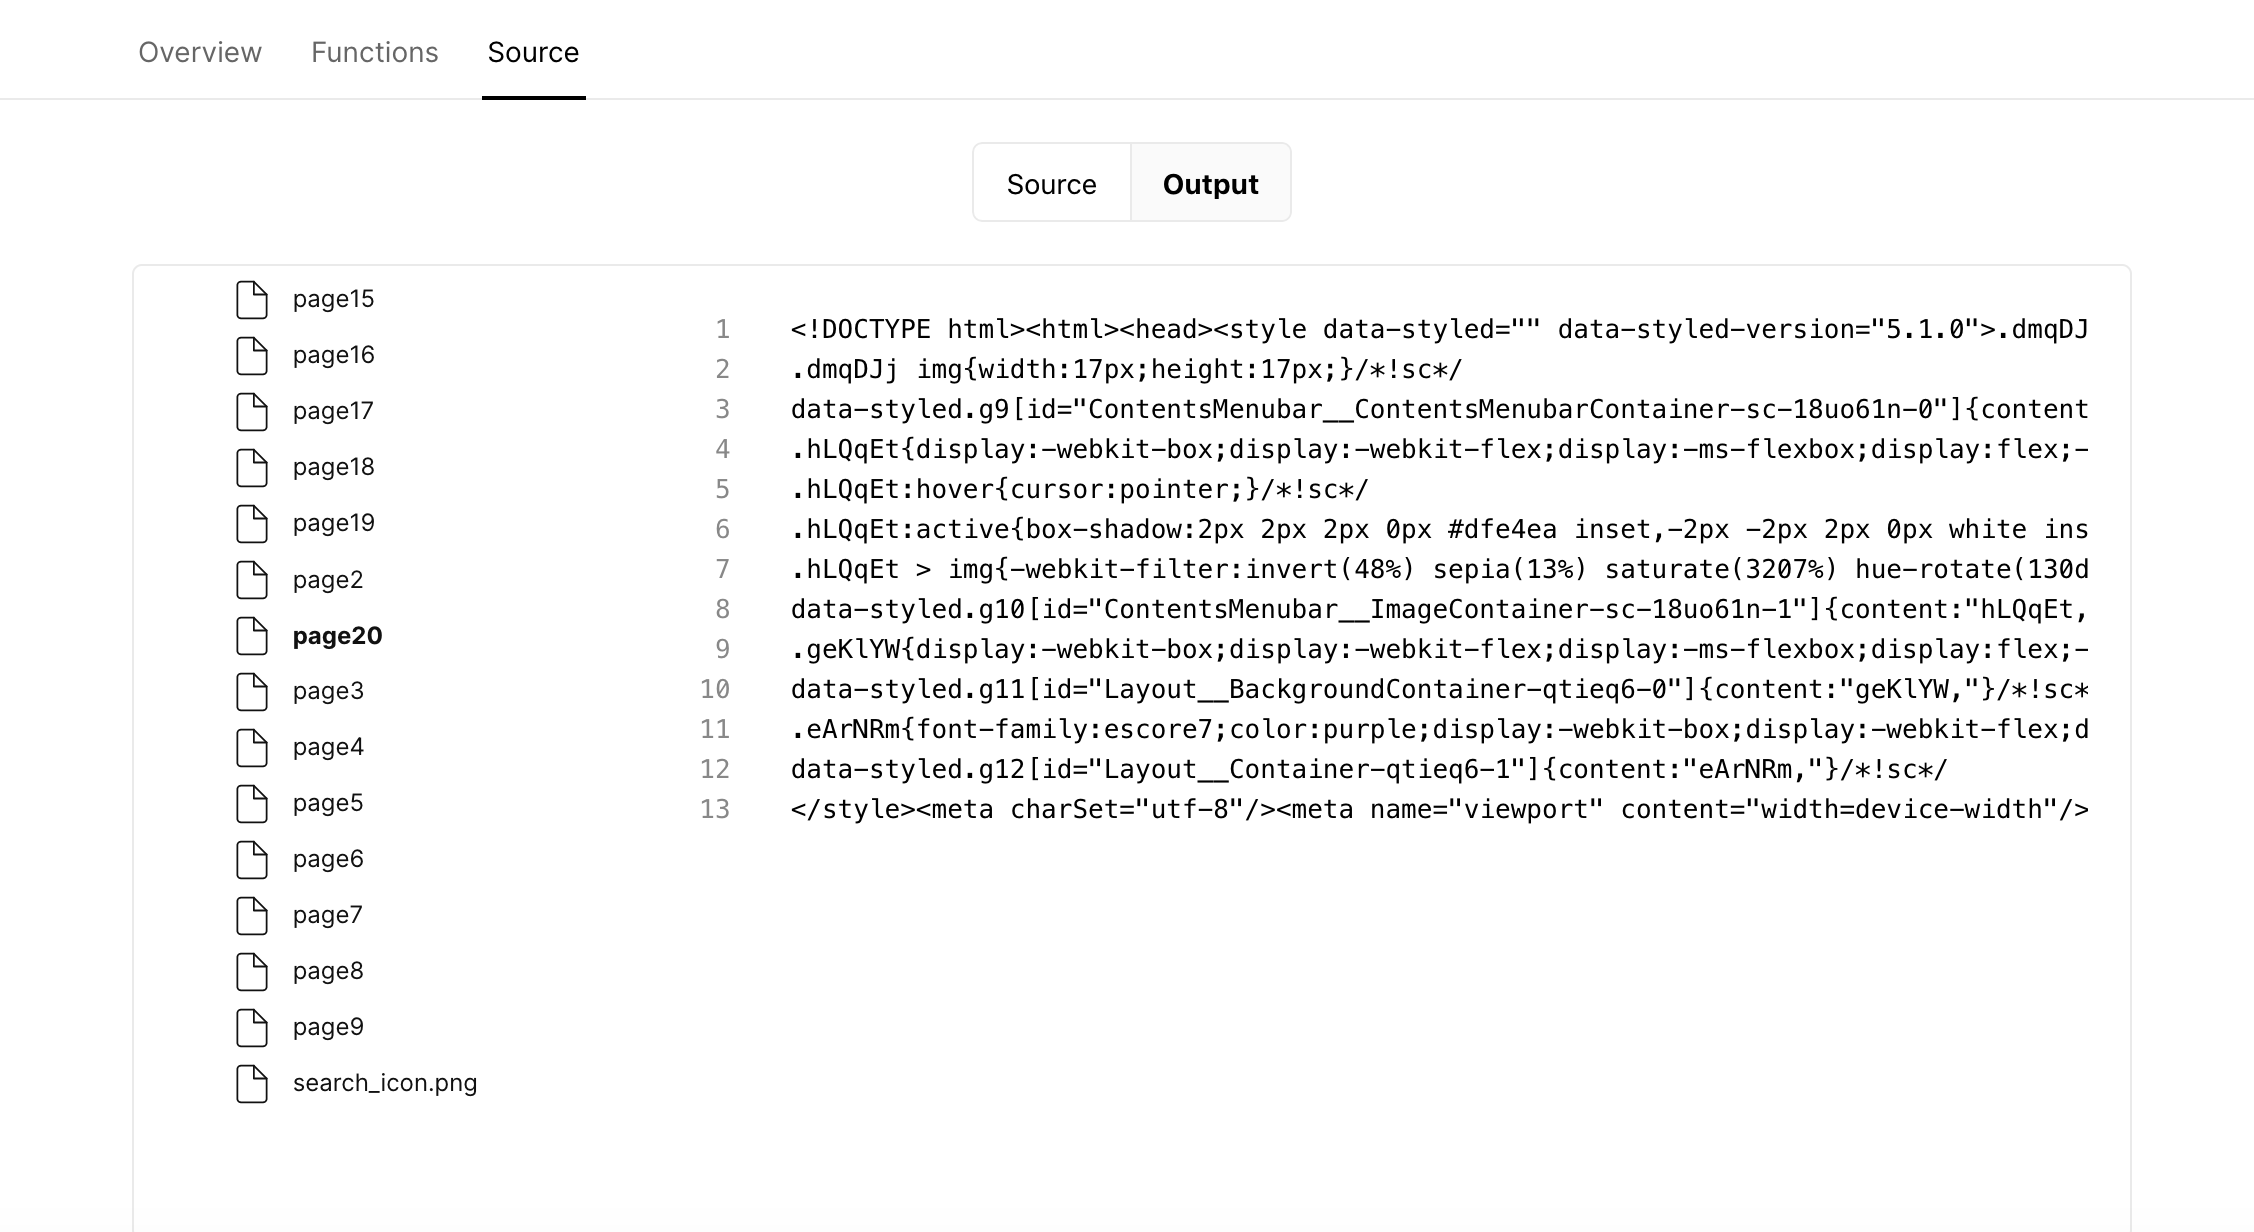 Overview Functions Source
Source Output
page15
page16
page17
page18
page19
page2
page20
page3
page4
page5
page6
page7
page8
page9
search_icon.png
1 <!DOCTYPE html><html><head><style data-styled="" data-styled-version="5.1.0">.dmqDJ
2 .dmqDJj img{width:17px;height:17px;}/*!sc*/
3 data-styled.g9[id="ContentsMenubar__ContentsMenubarContainer-sc-18uo61n-0"]{content
4 .hLQqEt{display:-webkit-box;display:-webkit-flex;display:-ms-flexbox;display:flex;-
5 .hLQqEt:hover{cursor:pointer;}/*!sc*/
6 .hLQqEt:active{box-shadow:2px 2px 2px 0px #dfe4ea inset,-2px -2px 2px 0px white ins
7 .hLQqEt > img{-webkit-filter:invert(48%) sepia(13%) saturate(3207%) hue-rotate(130d
8 data-styled.g10[id="ContentsMenubar__ImageContainer-sc-18uo61n-1"]{content:"hLQqEt,
9 .geKlYW{display:-webkit-box;display:-webkit-flex;display:-ms-flexbox;display:flex;-
10 data-styled.g11[id="Layout__BackgroundContainer-qtieq6-0"]{content:"geKlYW,"}/*!sc*
11 .eArNRm{font-family:escore7;color:purple;display:-webkit-box;display:-webkit-flex;d
12 data-styled.g12[id="Layout__Container-qtieq6-1"]{content:"eArNRm,"}/*!sc*/
13 </style><meta charSet="utf-8"/><meta name="viewport" content="width=device-width"/>